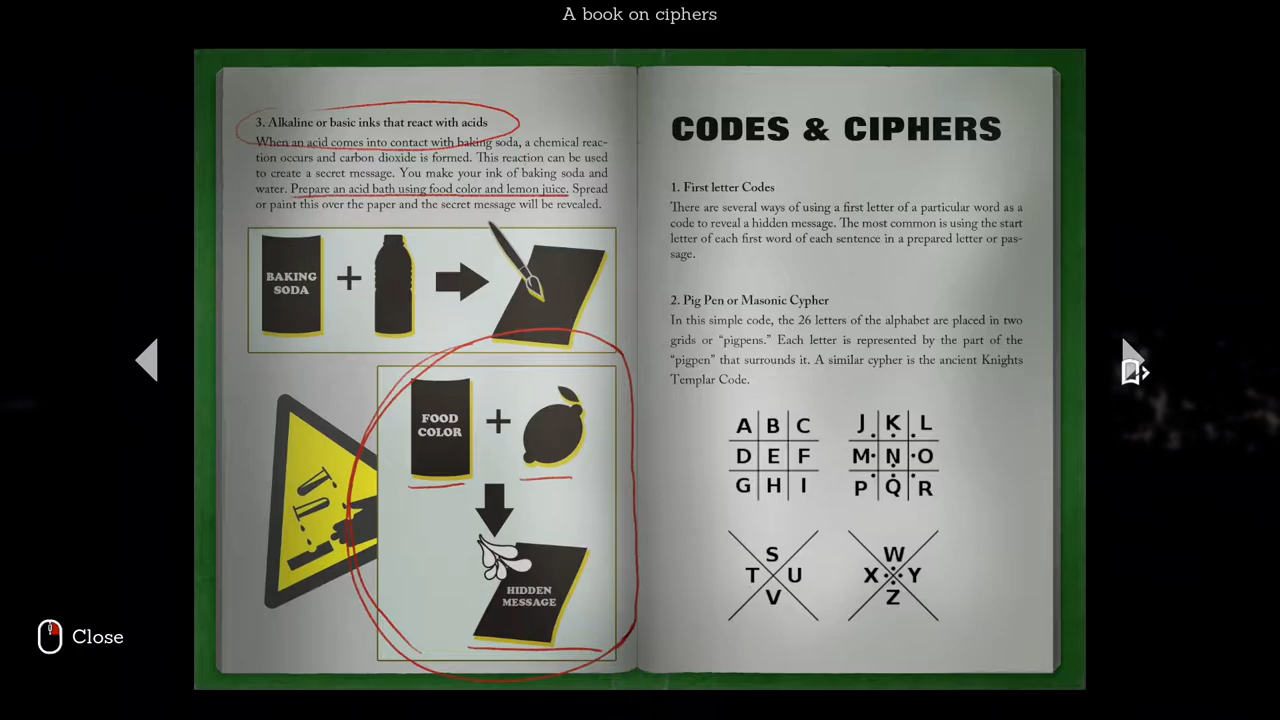 A book on ciphers
3. Alkaline or basic inks that react with acids
When an acid comes into contact with baking soda, a chemical reac-
tion occurs and carbon dioxide is formed. This reaction can be used
to create a secret message. You make your ink of baking soda and
water. Prepare an acid bath using food color and lemon juice. Spread
or paint this over the paper and the secret message will be revealed.
BAKING
SODA
+
FOOD
COLOR
+
HIDDEN
MESSAGE
CODES & CIPHERS
1. First letter Codes
There are several ways of using a first letter of a particular word as a
code to reveal a hidden message. The most common is using the start
letter of each first word of each sentence in a prepared letter or pas-
sage.
2. Pig Pen or Masonic Cypher
In this simple code, the 26 letters of the alphabet are placed in two
grids or “pigpens.” Each letter is represented by the part of the
“pigpen” that surrounds it. A similar cypher is the ancient Knights
Templar Code.
A B C J K L
D E F M N O
G H I P Q R
S W
T U X Y
V Z
Close